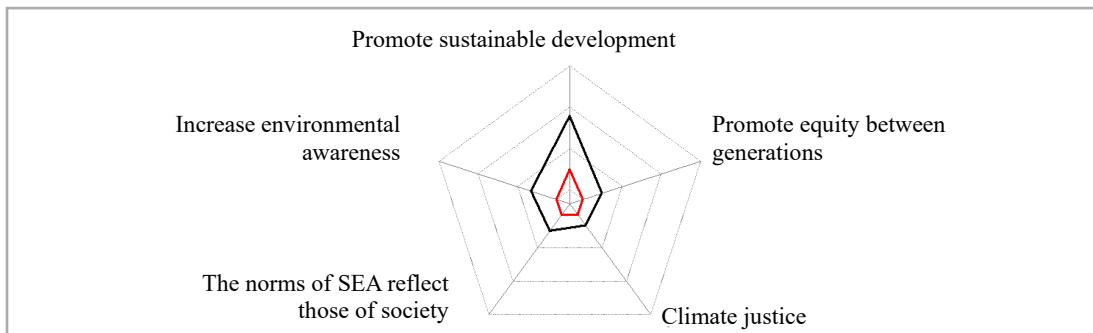 Promote sustainable development
Increase environmental
awareness
Promote equity between
generations
The norms of SEA reflect
those of society
Climate justice